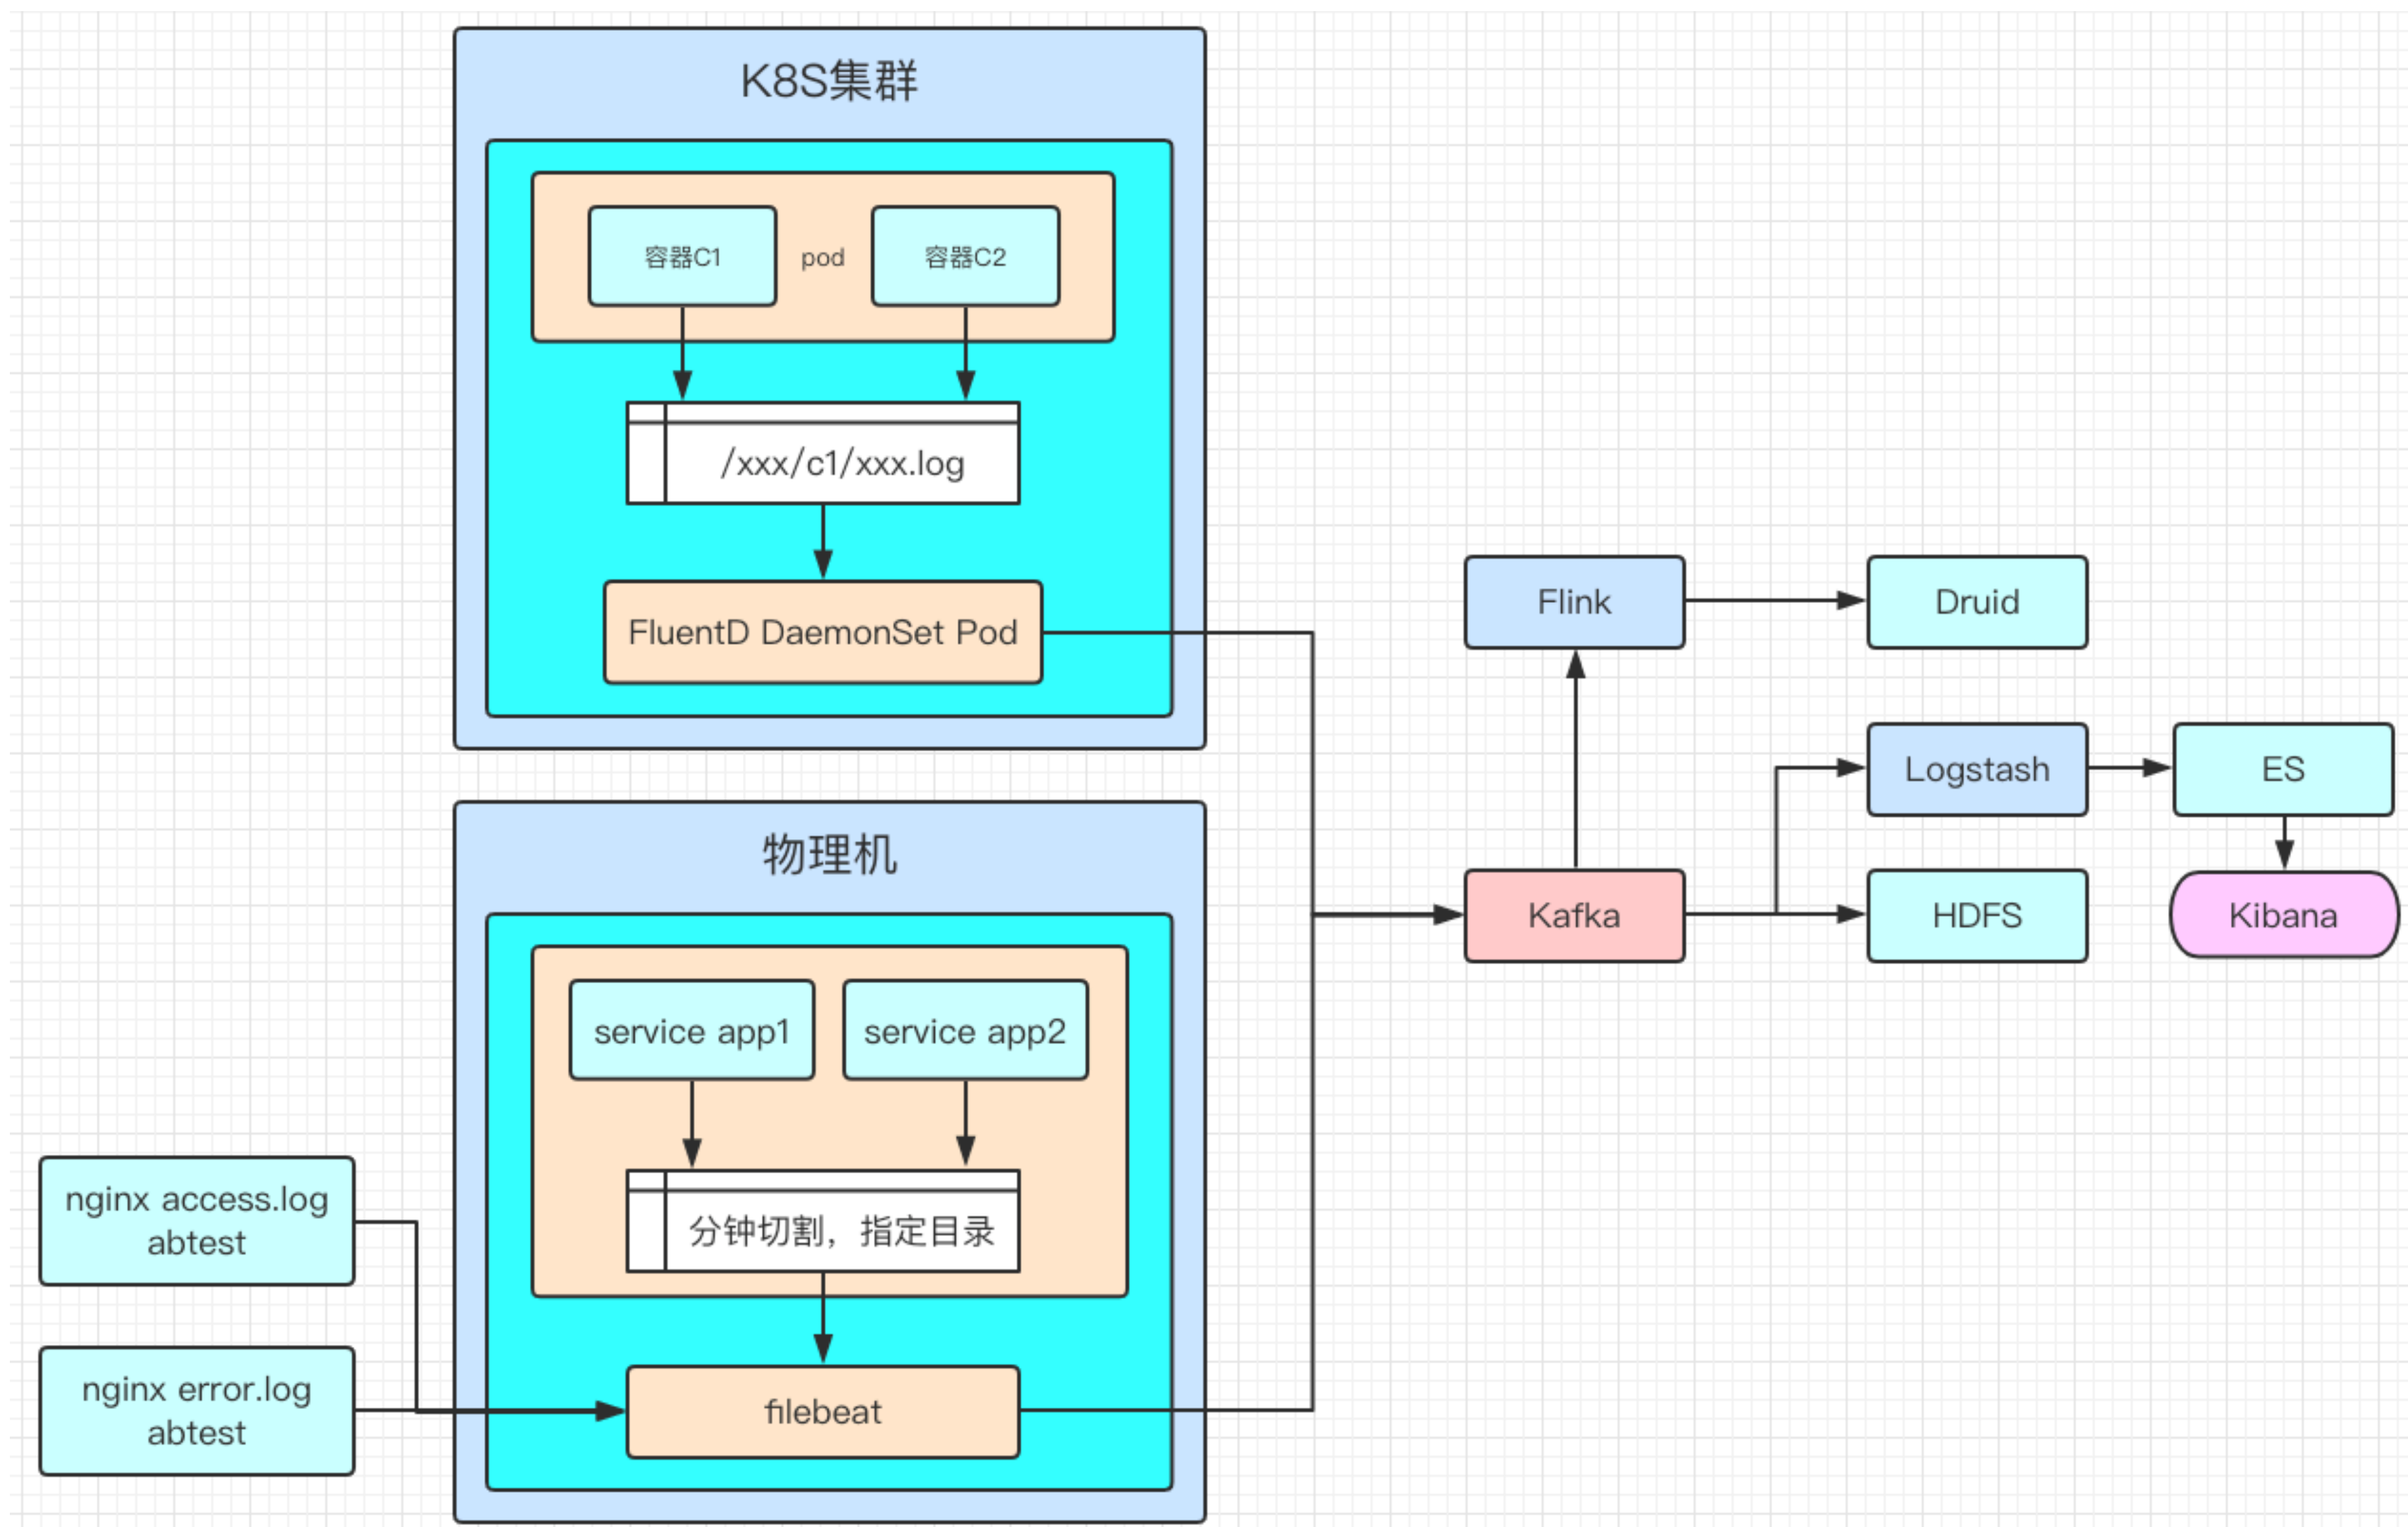 K8S集群
容器C1
pod
容器C2
/xxx/c1/xxx.log
FluentD DaemonSet Pod
物理机
service app1
service app2
分钟切割，指定目录
filebeat
nginx access.log
abtest
nginx error.log
abtest
Flink
Druid
Logstash
ES
Kafka
HDFS
Kibana